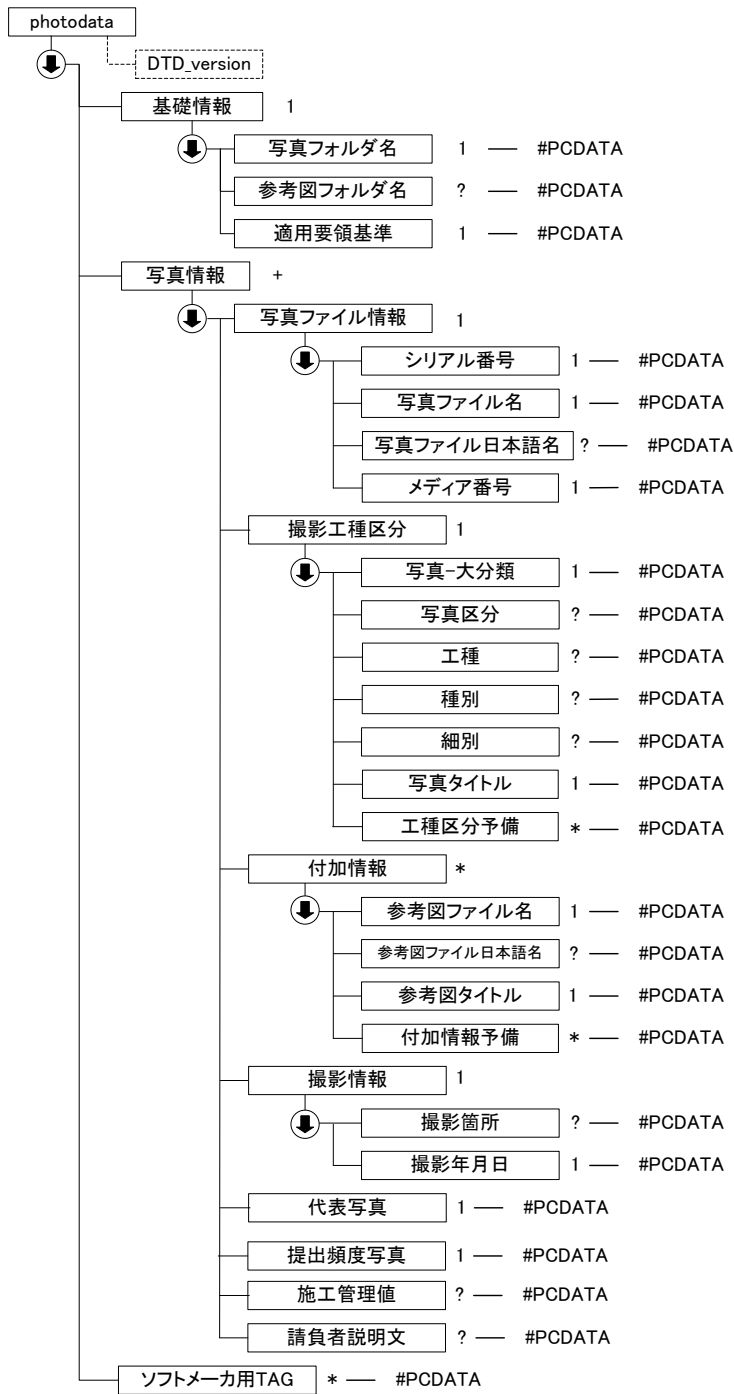 photodata
DTD_version
基礎情報 1
写真フォルダ名 1 ― #PCDATA
参考図フォルダ名 ? ― #PCDATA
適用要領基準 1 ― #PCDATA
写真情報 +
写真ファイル情報 1
シリアル番号 1 ― #PCDATA
写真ファイル名 1 ― #PCDATA
写真ファイル日本語名 ? ― #PCDATA
メディア番号 1 ― #PCDATA
撮影工種区分 1
写真-大分類 1 ― #PCDATA
写真区分 ? ― #PCDATA
工種 ? ― #PCDATA
種別 ? ― #PCDATA
細別 ? ― #PCDATA
写真タイトル 1 ― #PCDATA
工種区分予備 * ― #PCDATA
付加情報 *
参考図ファイル名 1 ― #PCDATA
参考図ファイル日本語名 ? ― #PCDATA
参考図タイトル 1 ― #PCDATA
付加情報予備 * ― #PCDATA
撮影情報 1
撮影箇所 ? ― #PCDATA
撮影年月日 1 ― #PCDATA
代表写真 1 ― #PCDATA
提出頻度写真 1 ― #PCDATA
施工管理値 ? ― #PCDATA
請負者説明文 ? ― #PCDATA
ソフトメーカ用TAG * ― #PCDATA